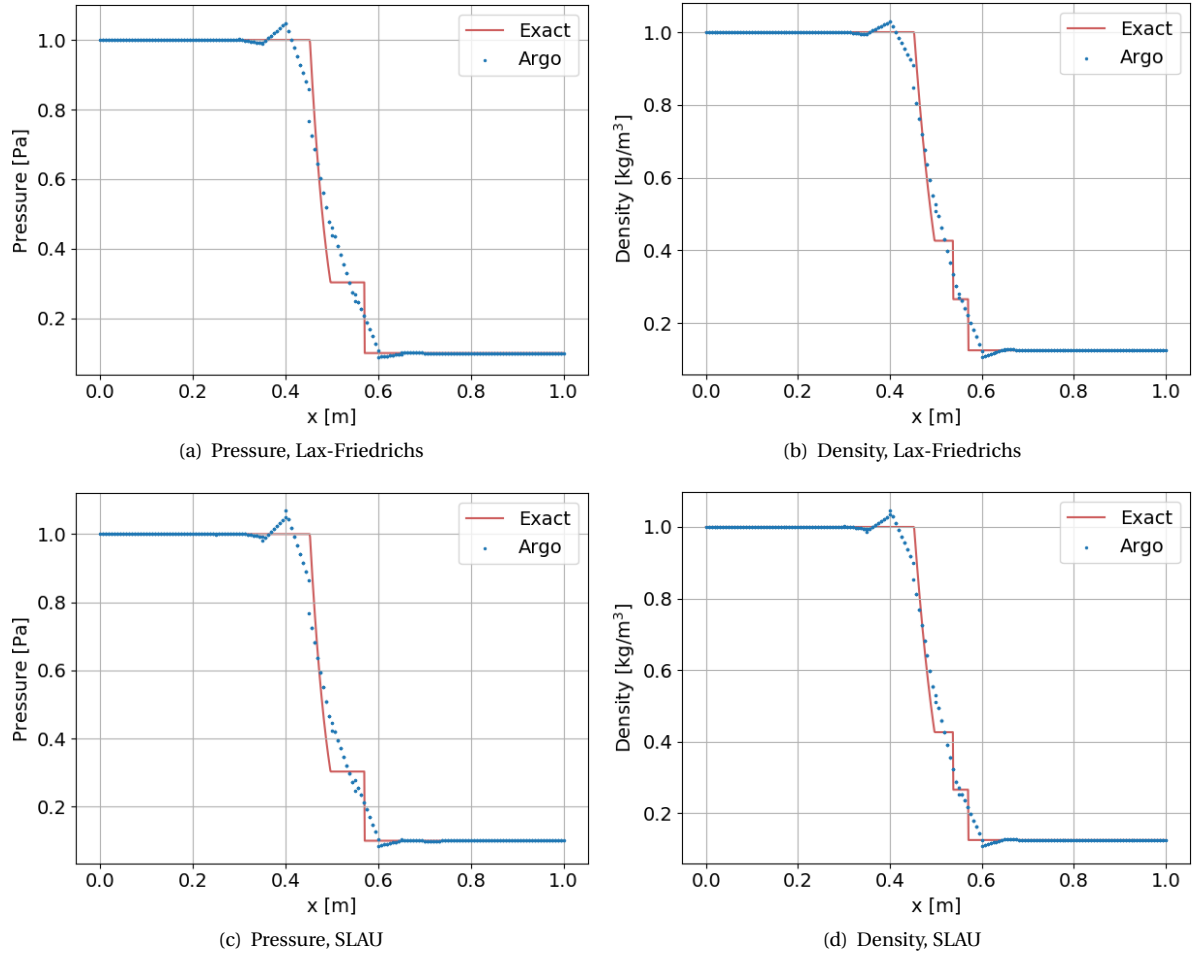 Exact
Argo
1.0
0.8
0.6
0.4
0.2
Pressure [Pa]
0.0 0.2 0.4 0.6 0.8 1.0
x [m]
(a) Pressure, Lax-Friedrichs
Exact
Argo
1.0
0.8
0.6
0.4
0.2
Density [kg/m³]
0.0 0.2 0.4 0.6 0.8 1.0
x [m]
(b) Density, Lax-Friedrichs
Exact
Argo
1.0
0.8
0.6
0.4
0.2
Pressure [Pa]
0.0 0.2 0.4 0.6 0.8 1.0
x [m]
(c) Pressure, SLAU
Exact
Argo
1.0
0.8
0.6
0.4
0.2
Density [kg/m³]
0.0 0.2 0.4 0.6 0.8 1.0
x [m]
(d) Density, SLAU